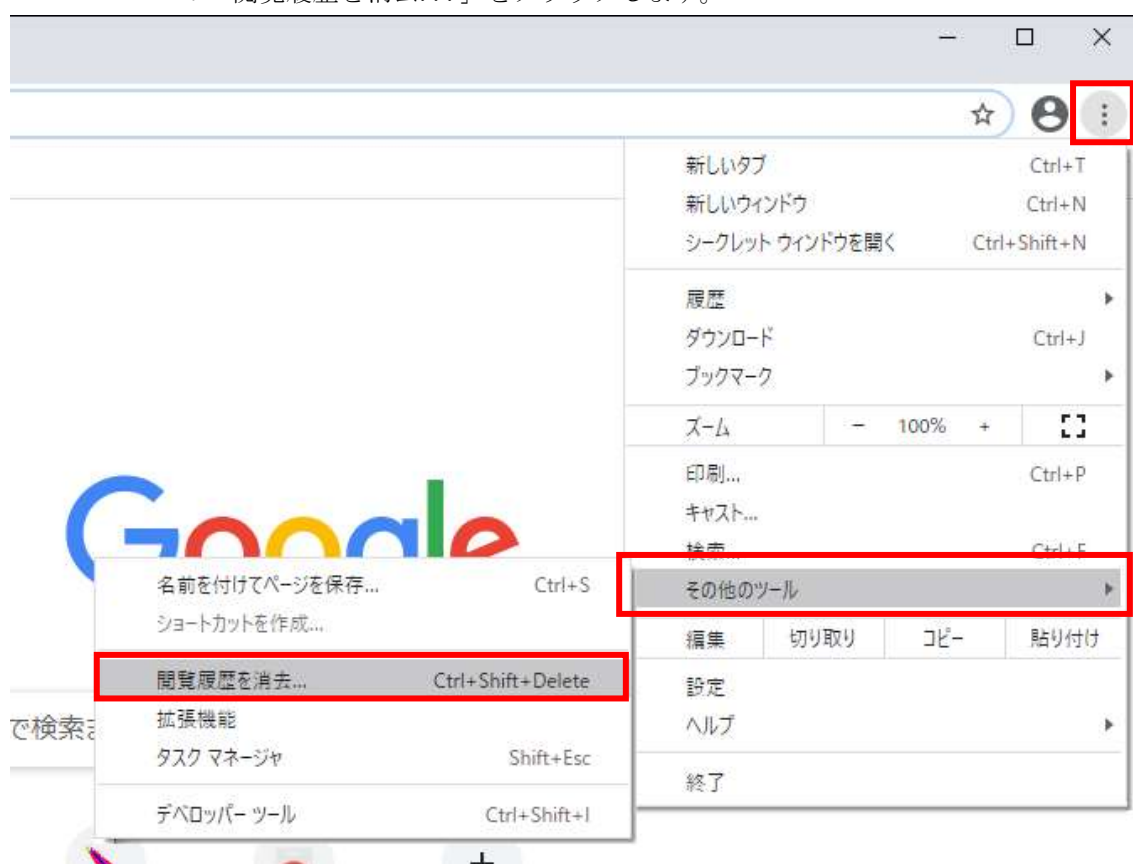 新しいタブ Ctrl+T
新しいウィンドウ Ctrl+N
シークレット ウィンドウを開く Ctrl+Shift+N
履歴
ダウンロード Ctrl+J
ブックマーク
ズーム − 100% +
印刷... Ctrl+P
キャスト...
検索... Ctrl+F
Google
その他のツール
名前を付けてページを保存... Ctrl+S
ショートカットを作成...
編集 切り取り コピー 貼り付け
閲覧履歴を消去... Ctrl+Shift+Delete
設定
拡張機能
で検索
ヘルプ
タスク マネージャ Shift+Esc
終了
デベロッパー ツール Ctrl+Shift+I